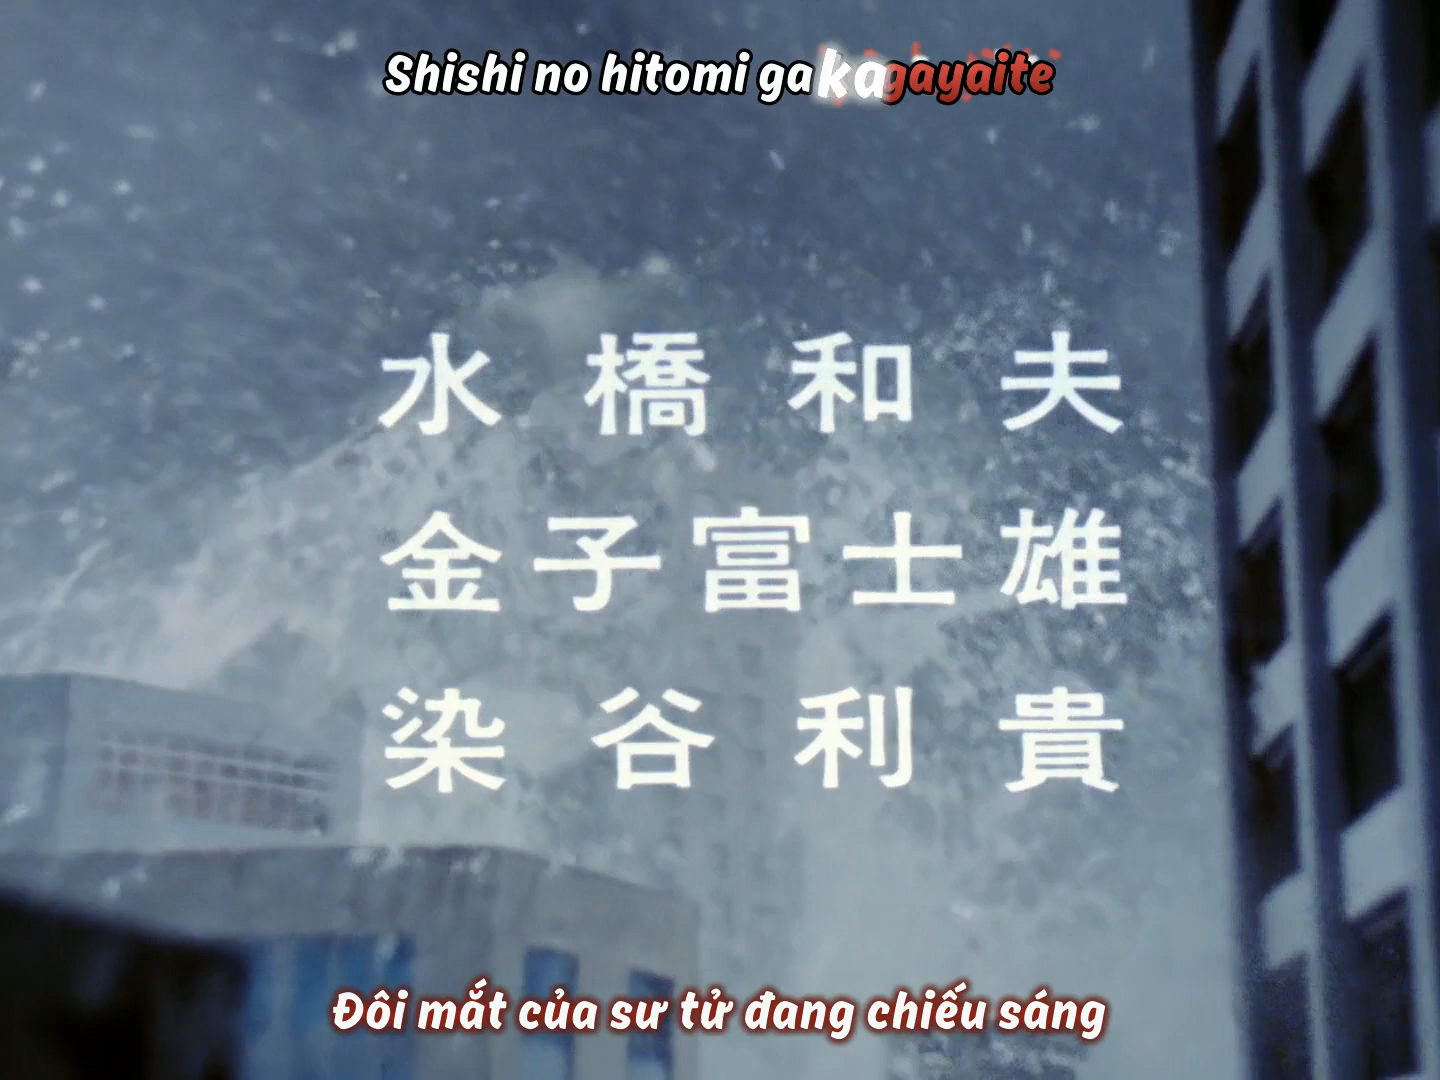 Shishi no hitomi ga kagayaite
水橋和夫
金子富士雄
染谷利貴
Đôi mắt của sư tử đang chiếu sáng